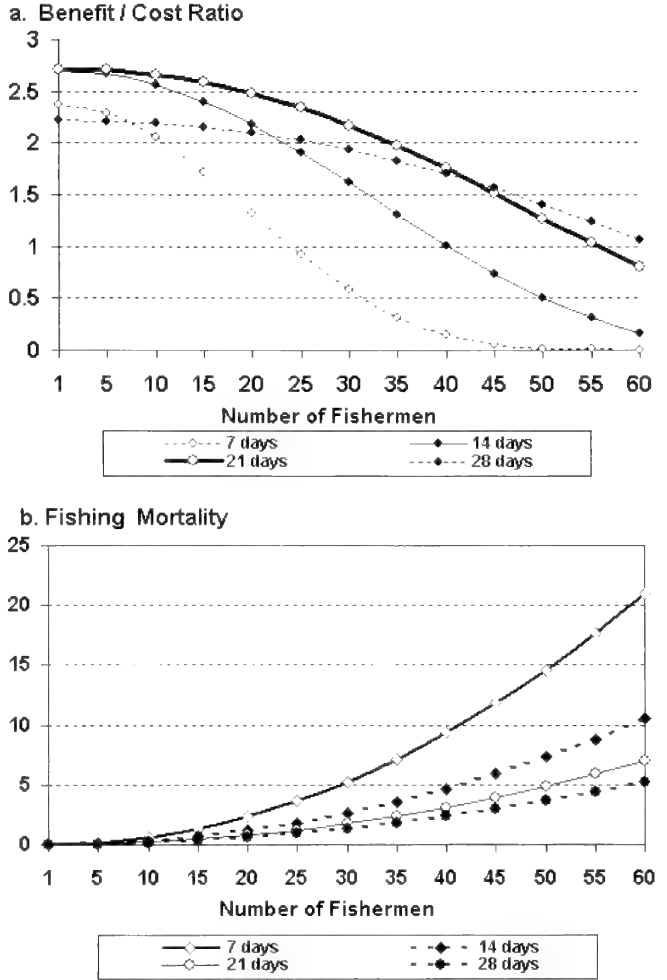 a. Benefit / Cost Ratio
3
2.5
2
1.5
1
0.5
0
1 5 10 15 20 25 30 35 40 45 50 55 60
Number of Fishermen
7 days 14 days
21 days 28 days
b. Fishing Mortality
25
20
15
10
5
0
1 5 10 15 20 25 30 35 40 45 50 55 60
Number of Fishermen
7 days 14 days
21 days 28 days